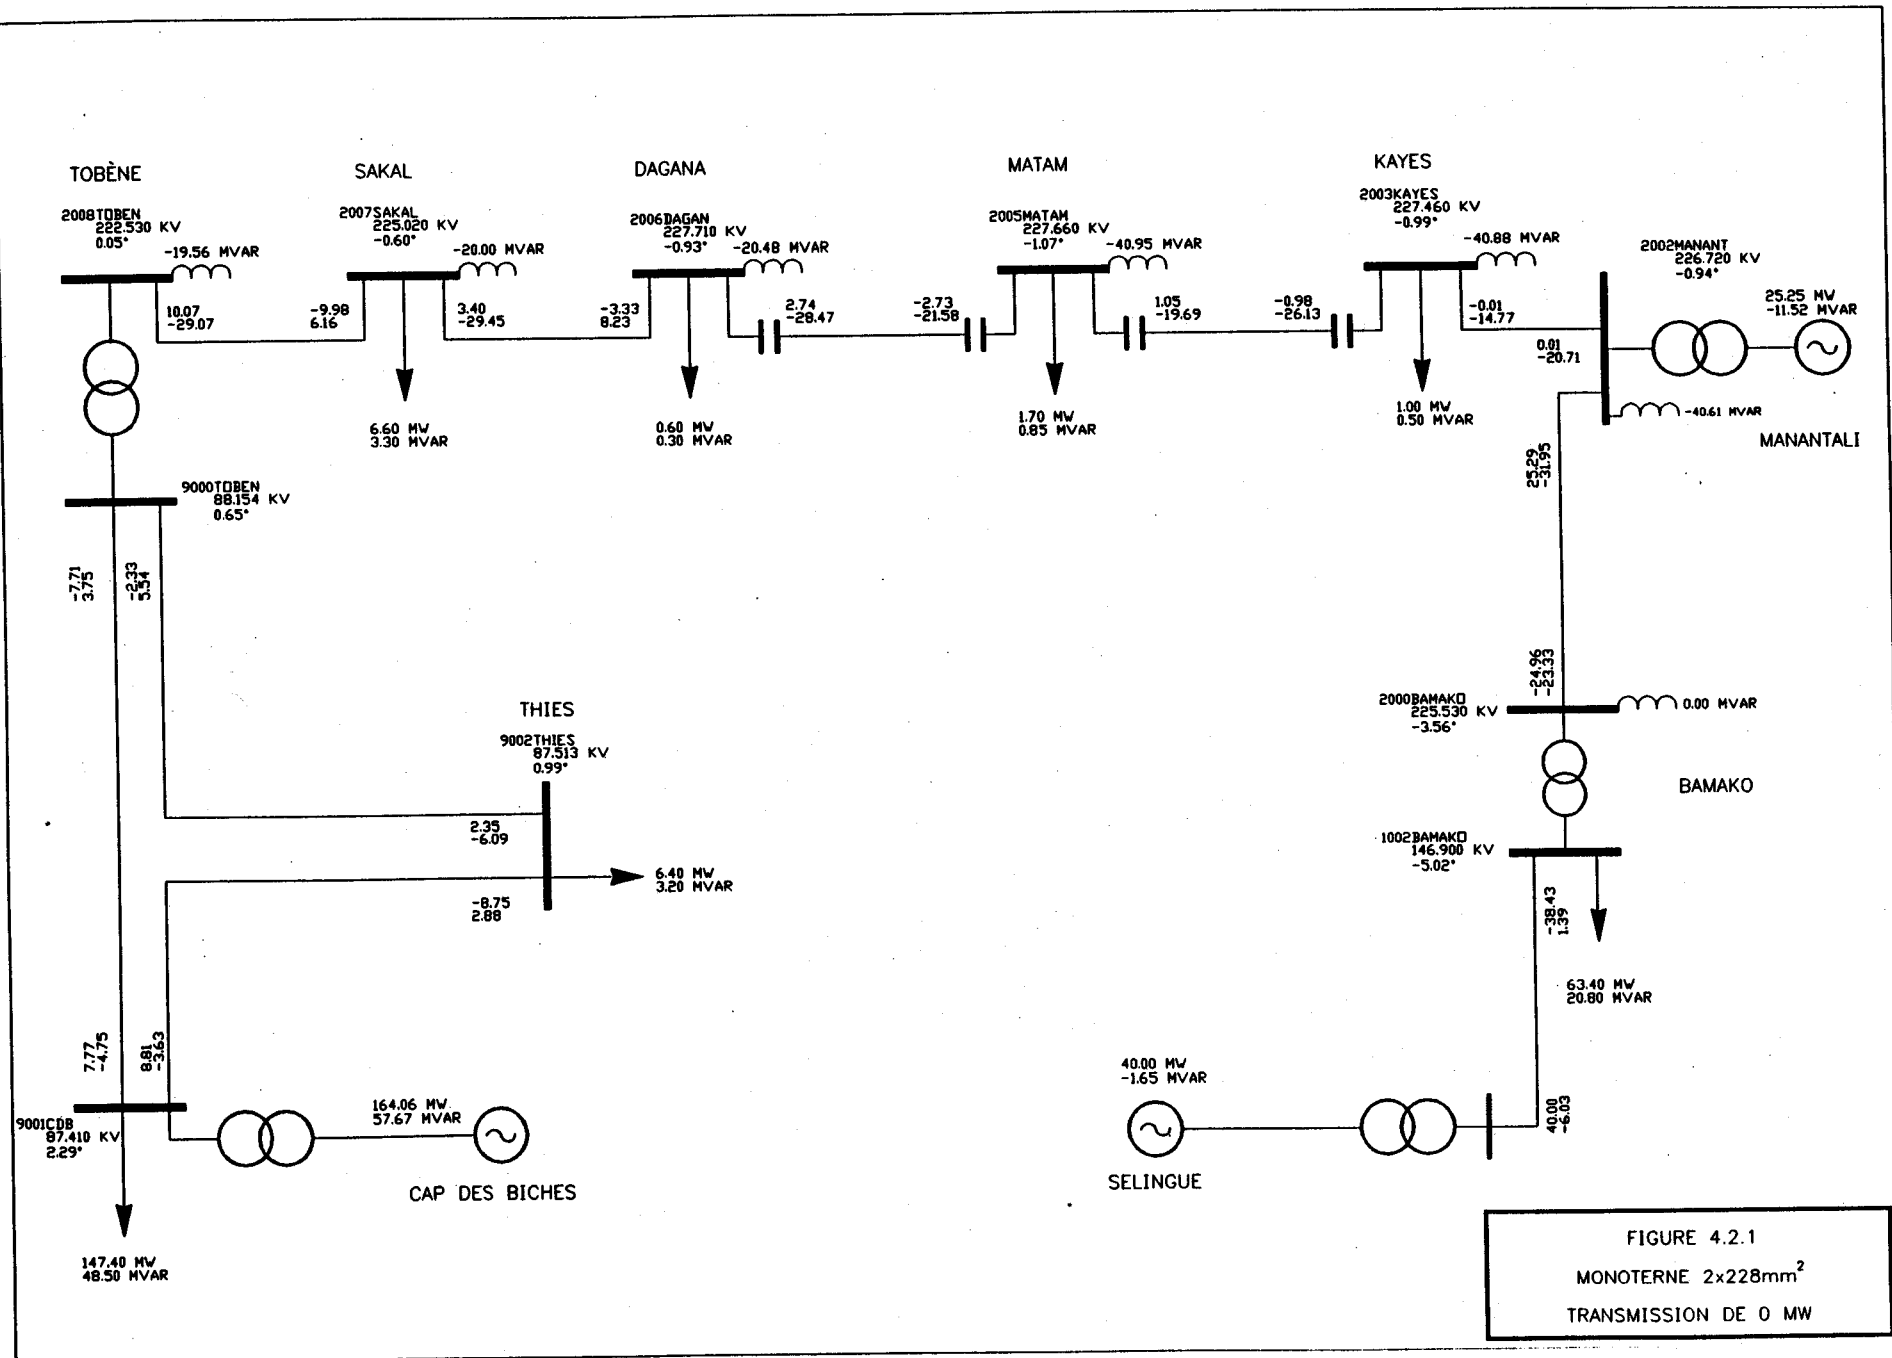 TOBÈNE
2008TOBEN
222.530 KV
0.05°
-19.56 MVAR
10.07
-29.07
SAKAL
2007SAKAL
225.020 KV
-0.60°
-20.00 MVAR
-9.98
6.16
3.40
-29.45
6.60 MW
3.30 MVAR
DAGANA
2006DAGAN
227.710 KV
-0.93°
-20.48 MVAR
-3.33
8.23
2.74
-28.47
0.60 MW
0.30 MVAR
MATAM
2005MATAM
227.660 KV
-1.07°
-40.95 MVAR
-2.73
-21.58
1.05
-19.69
1.70 MW
0.85 MVAR
KAYES
2003KAYES
227.460 KV
-0.99°
-40.88 MVAR
-0.98
-26.13
-0.01
-14.77
1.00 MW
0.50 MVAR
2002MANANT
226.720 KV
-0.94°
25.25 MW
-11.52 MVAR
0.01
-20.71
-40.61 MVAR
MANANTALI
25.29
-31.95
9000TOBEN
88.154 KV
0.65°
-7.71
3.75
-2.33
5.54
THIES
9002THIES
87.513 KV
0.99°
2.35
-6.09
6.40 MW
3.20 MVAR
-8.75
2.88
-24.96
-23.33
2000BAMAKO
225.530 KV
-3.56°
0.00 MVAR
BAMAKO
1002BAMAKO
146.900 KV
-5.02°
-38.43
1.39
63.40 MW
20.80 MVAR
7.77
-4.75
8.81
-3.63
9001CDB
87.410 KV
2.29°
164.06 MW
57.67 MVAR
CAP DES BICHES
147.40 MW
48.50 MVAR
40.00 MW
-1.65 MVAR
SELINGUE
40.00
-6.03
FIGURE 4.2.1
MONOTERNE 2x228mm²
TRANSMISSION DE 0 MW